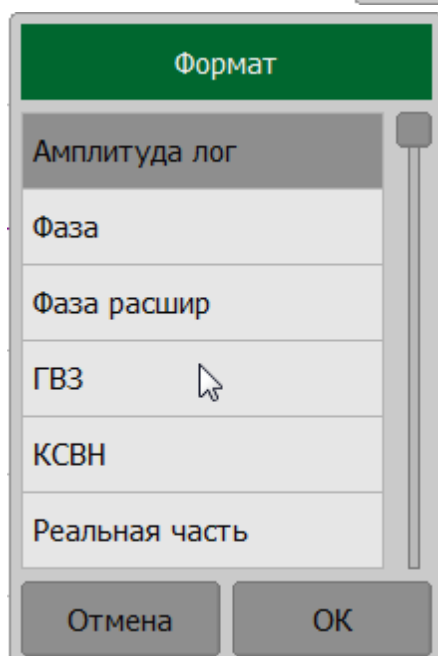 Формат
Амплитуда лог
Фаза
Фаза расшир
ГВЗ
КСВН
Реальная часть
Отмена
ОК